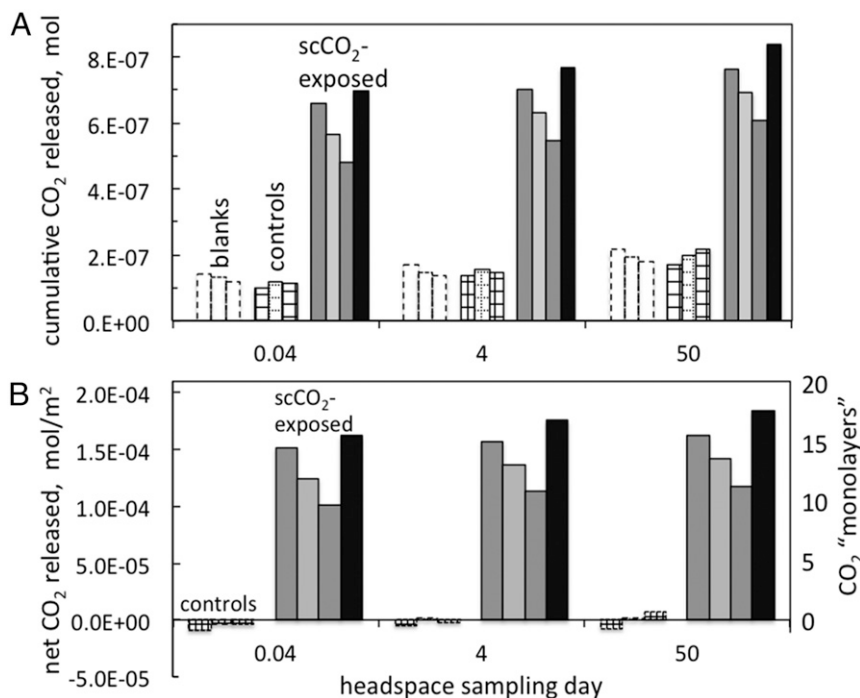 A
cumulative CO₂ released, mol
8.E-07
6.E-07
4.E-07
2.E-07
0.E+00
blanks
controls
scCO₂-
exposed
0.04
4
50
B
net CO₂ released, mol/m²
2.0E-04
1.5E-04
1.0E-04
5.0E-05
0.0E+00
-5.0E-05
controls
scCO₂-
exposed
20
15
10
5
0
CO₂ “monolayers”
0.04
4
50
headspace sampling day